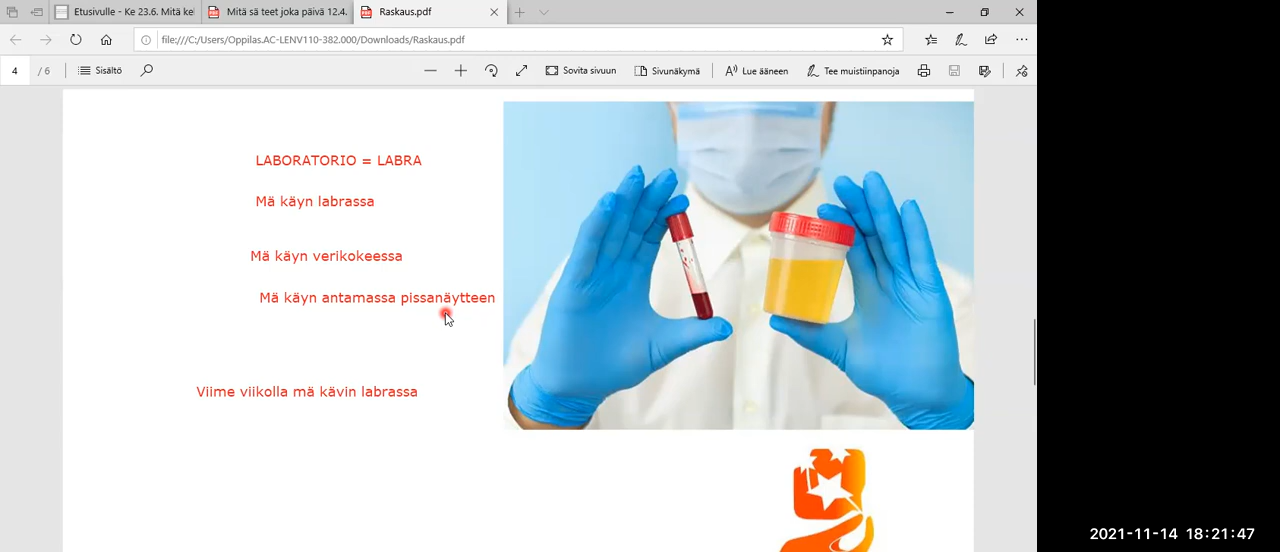 Etusivulle - Ke 23.6. Mitä ke
Mitä sä teet joka päivä 12.4.
Raskaus.pdf
file:///C:/Users/Oppilas.AC-LENV110-382.000/Downloads/Raskaus.pdf
4 / 6 Sisältö Sovita sivuun Sivunäkymä Lue ääneen Tee muistiinpanoja
LABORATORIO = LABRA
Mä käyn labrassa
Mä käyn verikokeessa
Mä käyn antamassa pissanäytteen
Viime viikolla mä kävin labrassa
2021-11-14 18:21:47